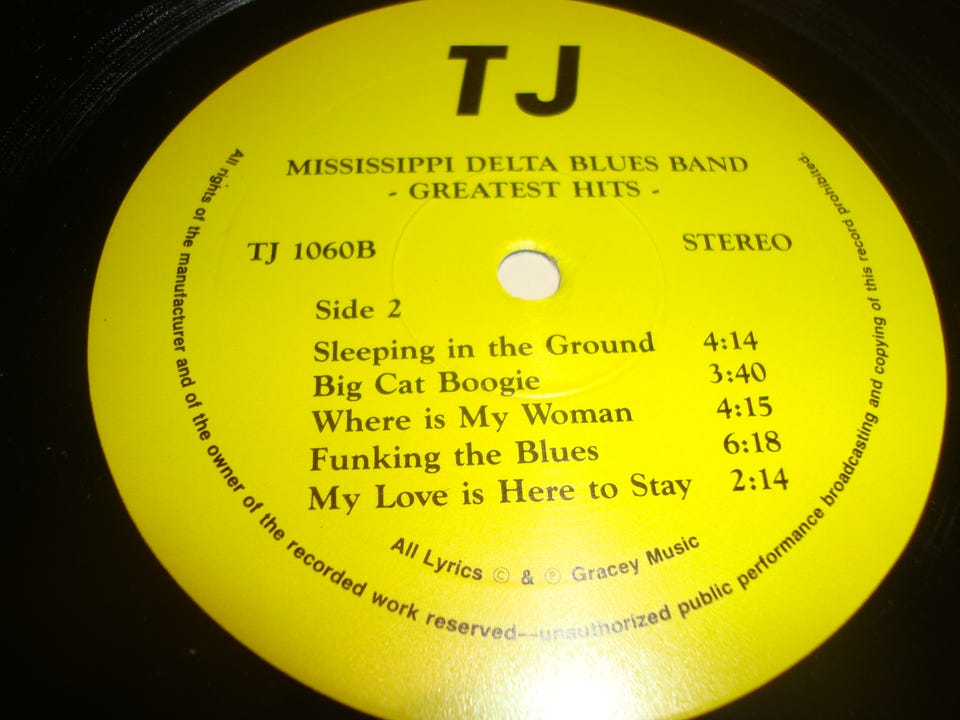 TJ
MISSISSIPPI DELTA BLUES BAND
- GREATEST HITS -
TJ 1060B
STEREO
Side 2
Sleeping in the Ground 4:14
Big Cat Boogie 3:40
Where is My Woman 4:15
Funking the Blues 6:18
My Love is Here to Stay 2:14
All Lyrics © & ℗ Gracey Music
All rights of the manufacturer and of the owner of the recorded work reserved—unauthorized public performance broadcasting and copying of this record prohibited.